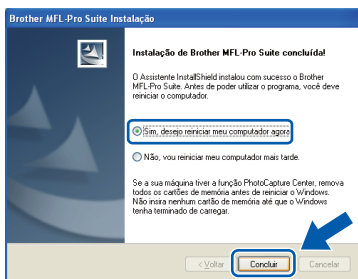 Brother MFL-Pro Suite Instalação
Instalação de Brother MFL-Pro Suite concluída!
O Assistente InstallShield instalou com sucesso o Brother
MFL-Pro Suite. Antes de poder utilizar o programa, você deve
reiniciar o computador.
Sim, desejo reiniciar meu computador agora
Não, vou reiniciar meu computador mais tarde.
Se a sua máquina tiver a função PhotoCapture Center, remova
todos os cartões de memória antes de reiniciar o Windows.
Não insira nenhum cartão de memória até que o Windows
tenha terminado de carregar.
< Voltar
Concluir
Cancelar